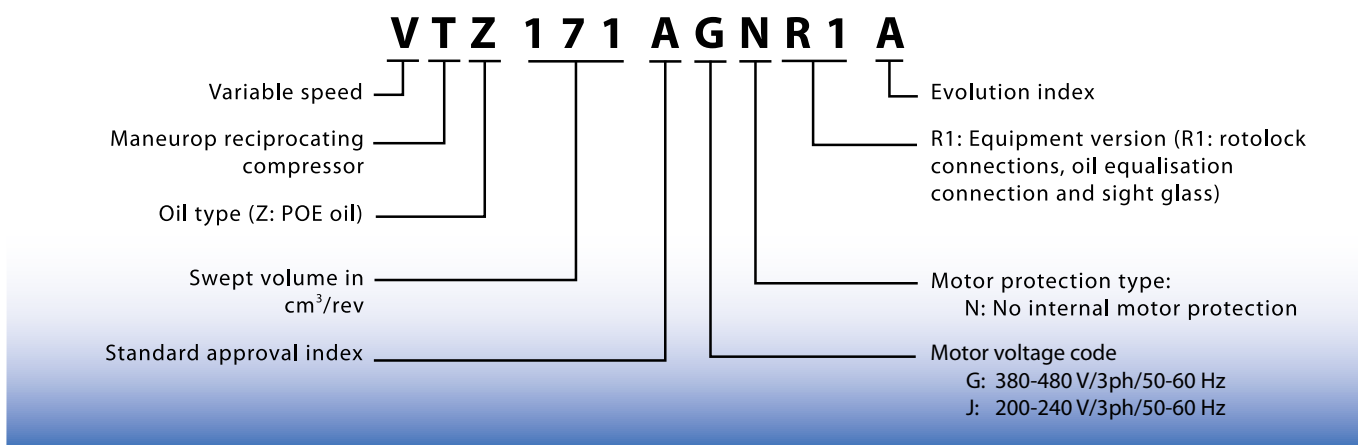 V T Z 1 7 1 A G N R 1 A
Variable speed
Maneurop reciprocating
compressor
Oil type (Z: POE oil)
Swept volume in
cm³/rev
Standard approval index
Evolution index
R1: Equipment version (R1: rotolock
connections, oil equalisation
connection and sight glass)
Motor protection type:
N: No internal motor protection
Motor voltage code
G: 380-480 V/3ph/50-60 Hz
J: 200-240 V/3ph/50-60 Hz